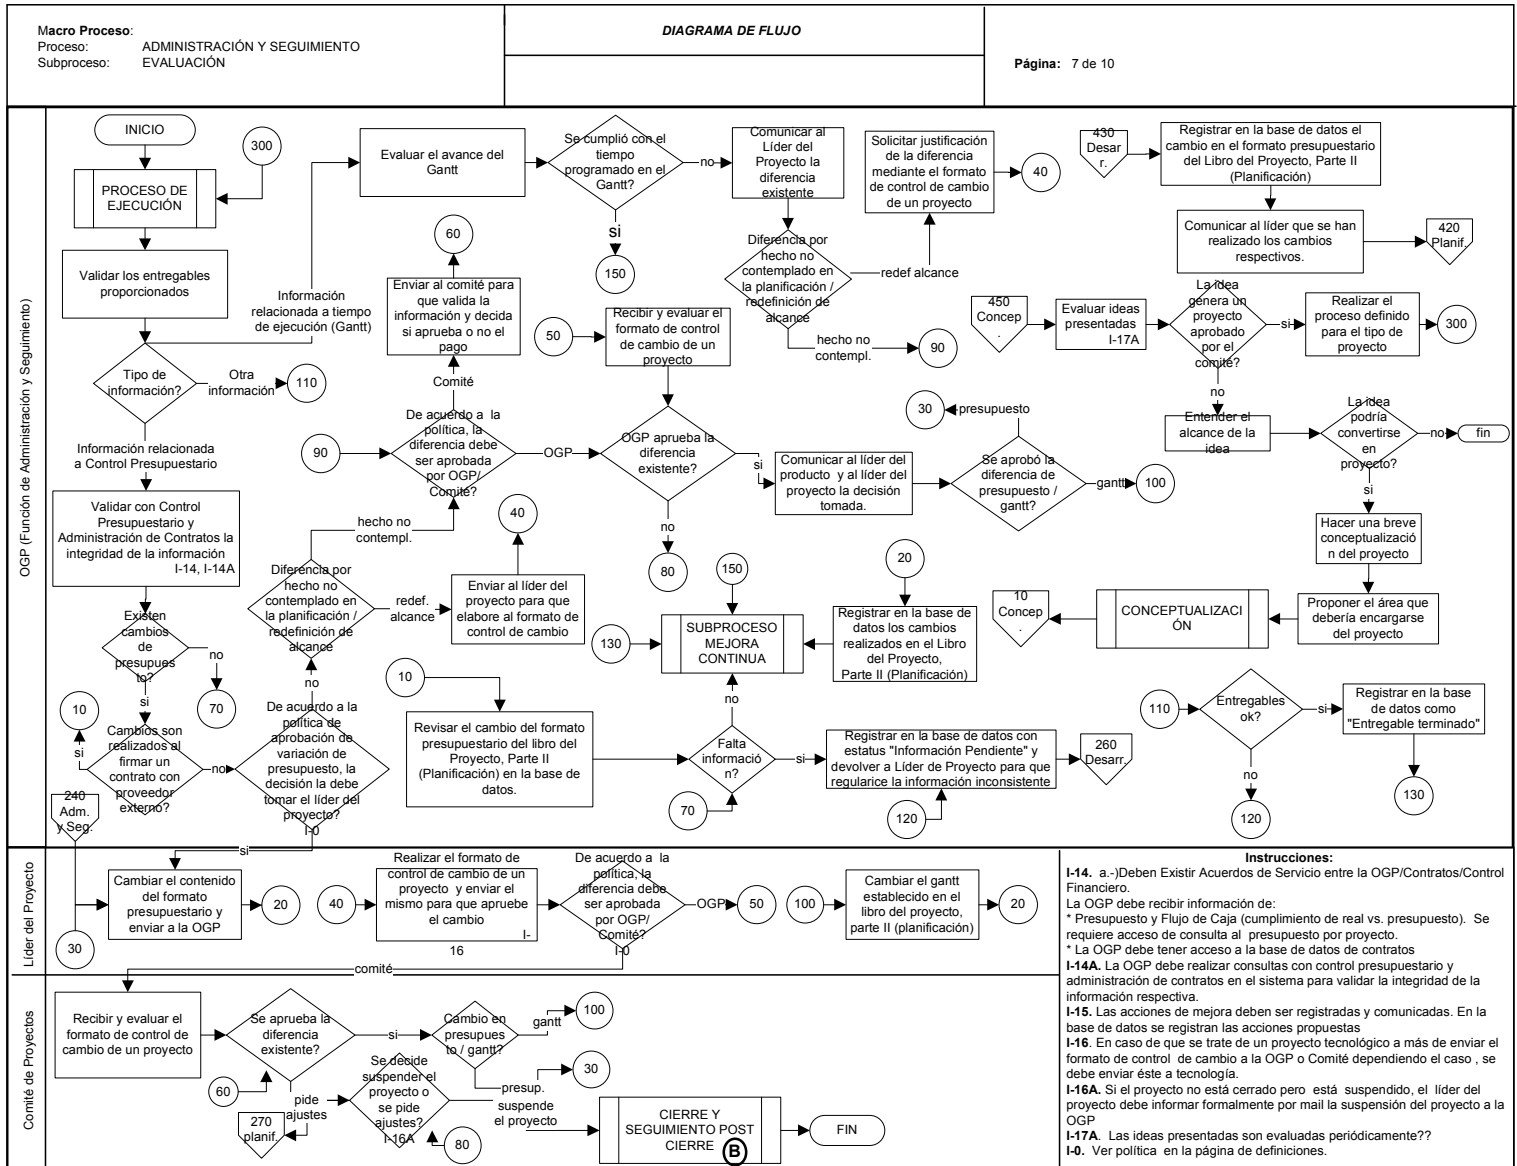 Macro Proceso:
Proceso: ADMINISTRACIÓN Y SEGUIMIENTO
Subproceso: EVALUACIÓN
DIAGRAMA DE FLUJO
Página: 7 de 10
OGP (Función de Administración y Seguimiento)
INICIO
300
PROCESO DE
EJECUCIÓN
Validar los entregables
proporcionados
Tipo de
información?
Otra
información
110
Información
relacionada a tiempo
de ejecución (Gantt)
Información relacionada
a Control Presupuestario
Validar con Control
Presupuestario y
Administración de Contratos la
integridad de la información
I-14, I-14A
Existen
cambios
de
presupues
to?
no
70
si
10
si
Cambios son
realizados al
firmar un
contrato con
proveedor
externo?
no
240
Adm.
y Seg.
De acuerdo a la
política de
aprobación de
variación de
presupuesto, la
decisión la debe
tomar el líder del
proyecto?
I-0
no
si
Diferencia por
hecho no
contemplado en
la planificación /
redefinición de
alcance
hecho no
contempl.
redef.
alcance
Enviar al líder del
proyecto para que
elabore al formato de
control de cambio
40
Evaluar el avance del
Gantt
Se cumplió con el
tiempo
programado en el
Gantt?
no
si
150
Comunicar al
Líder del
Proyecto la
diferencia
existente
Diferencia por
hecho no
contemplado en
la planificación /
redefinición de
alcance
redef alcance
hecho no
contempl.
90
Solicitar justificación
de la diferencia
mediante el formato
de control de cambio
de un proyecto
40
60
Enviar al comité para
que valida la
información y decida
si aprueba o no el
pago
Comité
90
De acuerdo a la
política, la
diferencia debe
ser aprobada
por OGP/
Comité?
OGP
50
Recibir y evaluar el
formato de control
de cambio de un
proyecto
OGP aprueba la
diferencia
existente?
si
no
80
Comunicar al líder del
producto y al líder del
proyecto la decisión
tomada.
Se aprobó la
diferencia de
presupuesto /
gantt?
presupuesto
30
gantt
100
430
Desar
r.
Registrar en la base de datos el
cambio en el formato presupuestario
del Libro del Proyecto, Parte II
(Planificación)
Comunicar al líder que se han
realizado los cambios
respectivos.
420
Planif.
450
Concep
.
Evaluar ideas
presentadas
I-17A
La idea
genera un
proyecto
aprobado
por el
comité?
si
Realizar el
proceso definido
para el tipo de
proyecto
300
no
Entender el
alcance de la
idea
La idea
podría
convertirse
en
proyecto?
no
fin
si
Hacer una breve
conceptualizació
n del proyecto
Proponer el área que
debería encargarse
del proyecto
CONCEPTUALIZACI
ÓN
10
Concep
.
150
130
SUBPROCESO
MEJORA
CONTINUA
20
Registrar en la base de
datos los cambios
realizados en el Libro
del Proyecto,
Parte II (Planificación)
10
Revisar el cambio del formato
presupuestario del libro del
Proyecto, Parte II
(Planificación) en la base de
datos.
no
Falta
informació
n?
si
70
Registrar en la base de datos con
estatus "Información Pendiente" y
devolver a Líder de Proyecto para que
regularice la información inconsistente
120
260
Desarr.
110
Entregables
ok?
si
Registrar en la base
de datos como
"Entregable terminado"
no
120
130
Líder del Proyecto
30
Cambiar el contenido
del formato
presupuestario y
enviar a la OGP
20
40
Realizar el formato de
control de cambio de un
proyecto y enviar el
mismo para que apruebe
el cambio
I-
16
De acuerdo a la
política, la
diferencia debe
ser aprobada
por OGP/
Comité?
I-0
OGP
50
comité
100
Cambiar el gantt
establecido en el
libro del proyecto,
parte II (planificación)
20
Comité de Proyectos
Recibir y evaluar el
formato de control de
cambio de un proyecto
Se aprueba la
diferencia
existente?
si
60
pide
ajustes
270
planif.
Cambio en
presupues
to / gantt?
gantt
100
presup.
30
Se decide
suspender el
proyecto o
se pide
ajustes?
I-16A
80
suspende
el proyecto
CIERRE Y
SEGUIMIENTO POST
CIERRE
B
FIN
Instrucciones:
I-14. a.-)Deben Existir Acuerdos de Servicio entre la OGP/Contratos/Control
Financiero.
La OGP debe recibir información de:
* Presupuesto y Flujo de Caja (cumplimiento de real vs. presupuesto). Se
requiere acceso de consulta al presupuesto por proyecto.
* La OGP debe tener acceso a la base de datos de contratos
I-14A. La OGP debe realizar consultas con control presupuestario y
administración de contratos en el sistema para validar la integridad de la
información respectiva.
I-15. Las acciones de mejora deben ser registradas y comunicadas. En la
base de datos se registran las acciones propuestas
I-16. En caso de que se trate de un proyecto tecnológico a más de enviar el
formato de control de cambio a la OGP o Comité dependiendo el caso , se
debe enviar éste a tecnología.
I-16A. Si el proyecto no está cerrado pero está suspendido, el líder del
proyecto debe informar formalmente por mail la suspensión del proyecto a la
OGP
I-17A. Las ideas presentadas son evaluadas periódicamente??
I-0. Ver política en la página de definiciones.